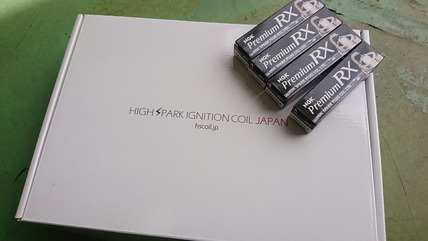 HIGH SPARK IGNITION COIL JAPAN
hscoil.jp
NGK
Premium RX
NGK
Premium RX
NGK
Premium RX
NGK
Premium RX